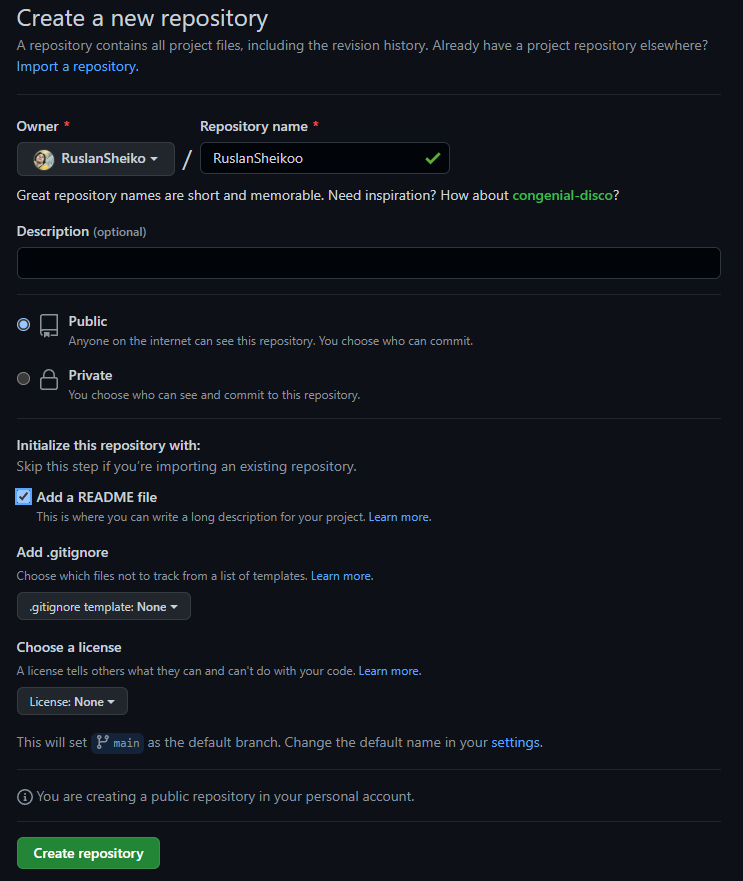 Create a new repository
A repository contains all project files, including the revision history. Already have a project repository elsewhere?
Import a repository.
Owner * Repository name *
RuslanSheiko / RuslanSheikoo
Great repository names are short and memorable. Need inspiration? How about congenial-disco?
Description (optional)
Public
Anyone on the internet can see this repository. You choose who can commit.
Private
You choose who can see and commit to this repository.
Initialize this repository with:
Skip this step if you're importing an existing repository.
Add a README file
This is where you can write a long description for your project. Learn more.
Add .gitignore
Choose which files not to track from a list of templates. Learn more.
.gitignore template: None
Choose a license
A license tells others what they can and can't do with your code. Learn more.
License: None
This will set main as the default branch. Change the default name in your settings.
You are creating a public repository in your personal account.
Create repository